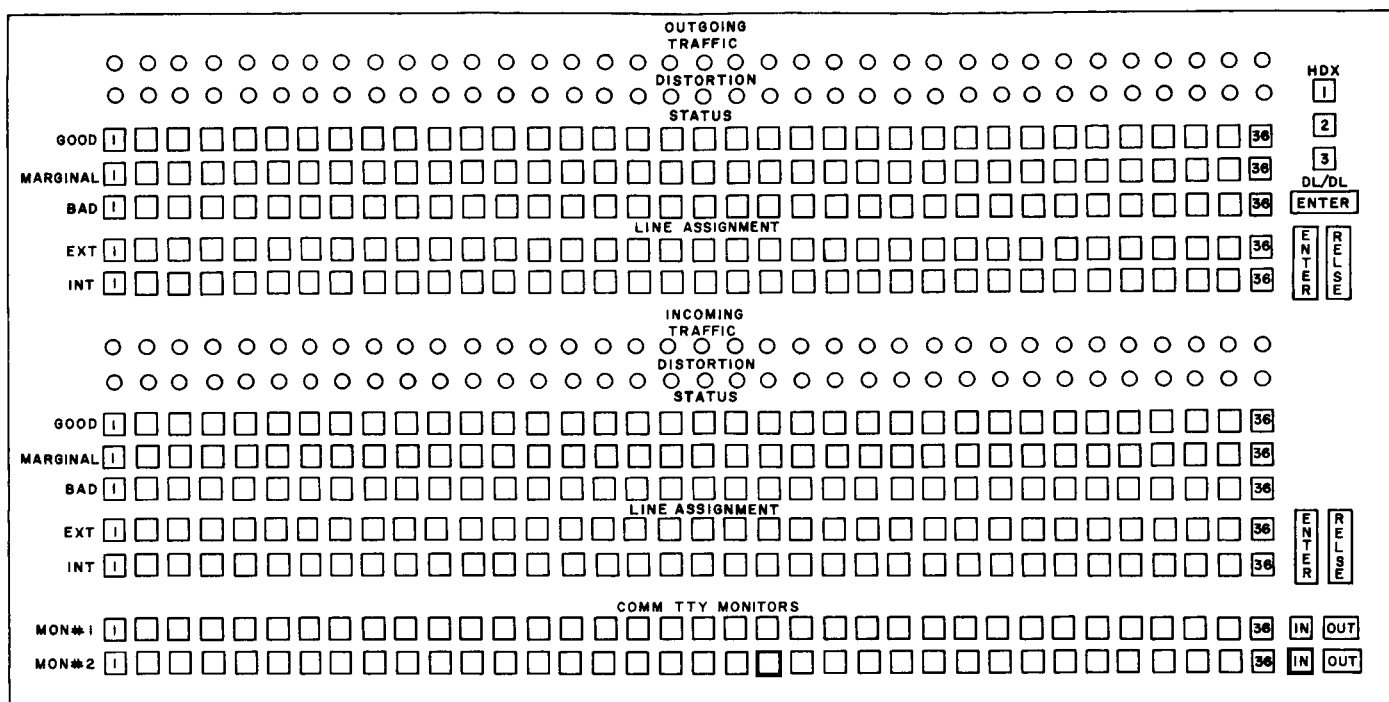 OUTGOING
TRAFFIC
DISTORTION
HDX
1
STATUS
GOOD 1 36
2
MARGINAL 1 36
3
DL/DL
BAD 1 36 ENTER
LINE ASSIGNMENT
EXT 1 36
INT 1 36
ENTER RELSE
INCOMING
TRAFFIC
DISTORTION
STATUS
GOOD 1 36
MARGINAL 1 36
BAD 1 36
LINE ASSIGNMENT
EXT 1 36
INT 1 36
ENTER RELSE
COMM TTY MONITORS
MON#1 1 36 IN OUT
MON#2 1 36 IN OUT